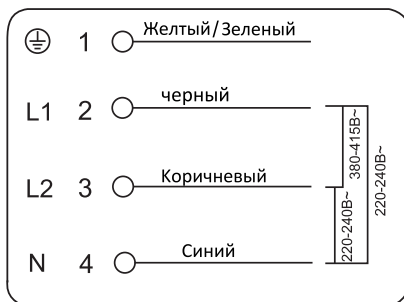 1 Желтый/Зеленый
L1 2 черный
L2 3 Коричневый
N 4 Синий
380-415В~
220-240В~
220-240В~